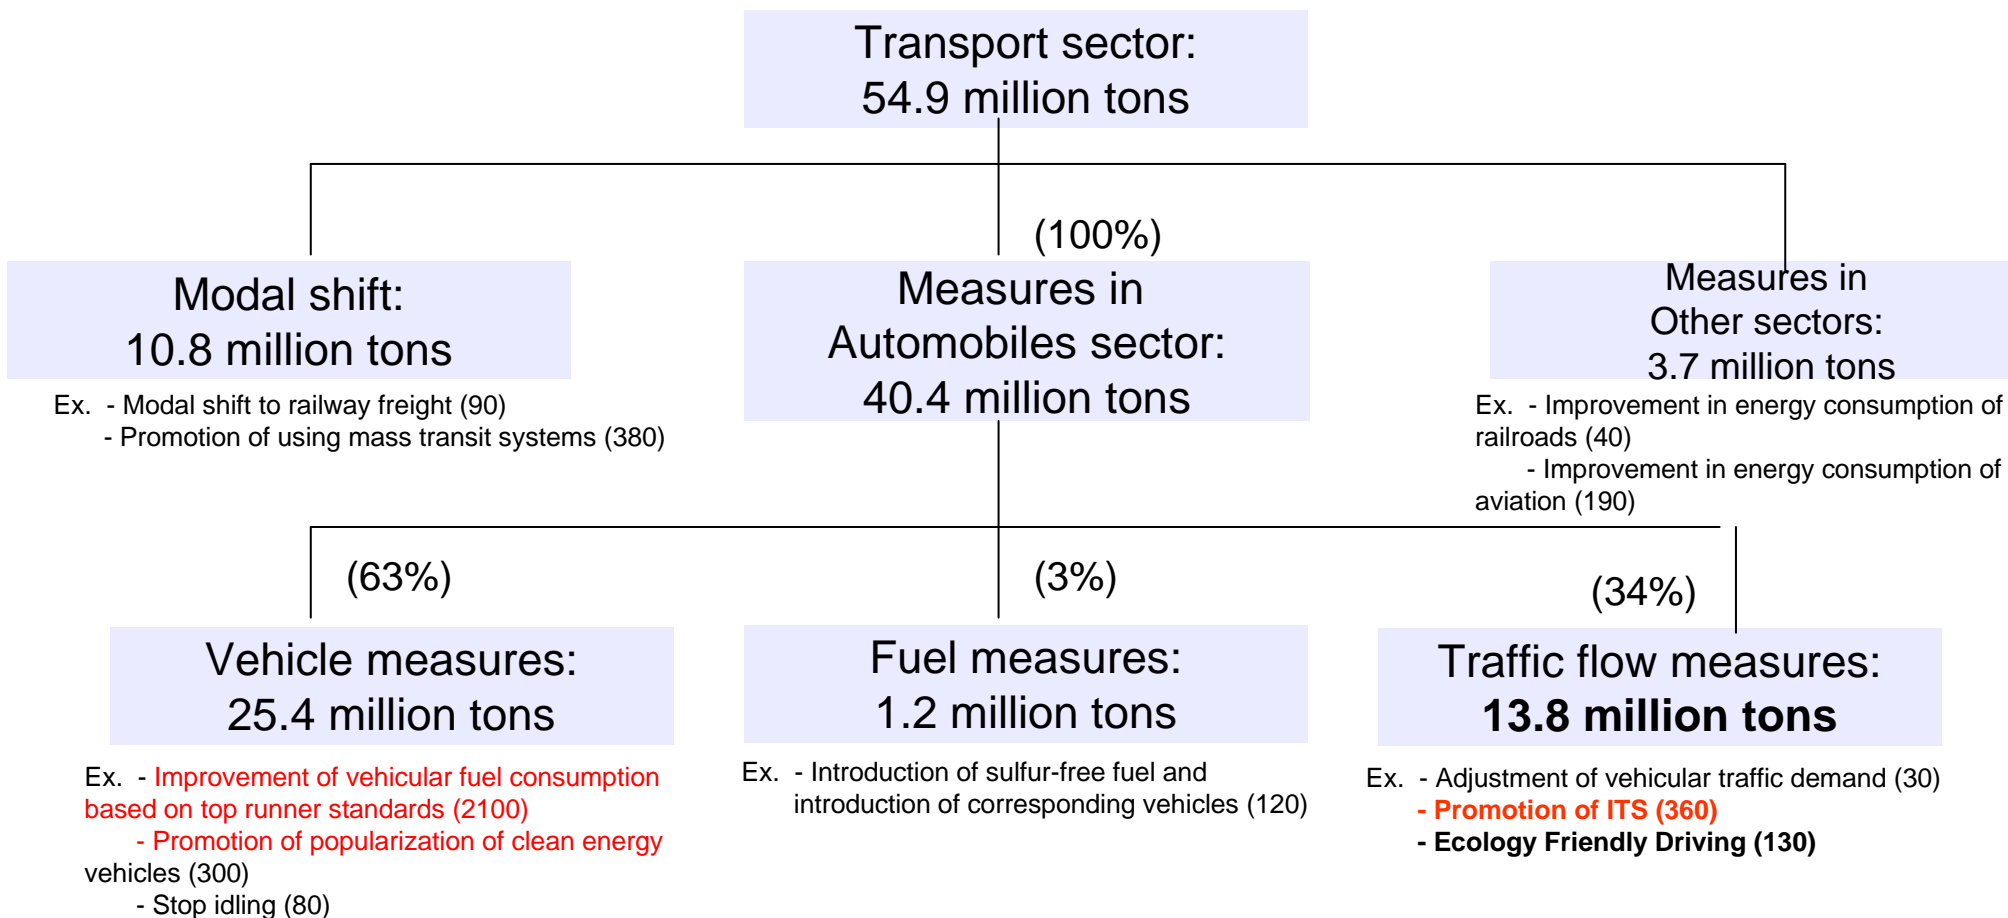 Transport sector:
54.9 million tons
(100%)
Modal shift:
10.8 million tons
Ex.  - Modal shift to railway freight (90)
- Promotion of using mass transit systems (380)
Measures in
Automobiles sector:
40.4 million tons
Measures in
Other sectors:
3.7 million tons
Ex.  - Improvement in energy consumption of
railroads (40)
- Improvement in energy consumption of
aviation (190)
(63%)
(3%)
(34%)
Vehicle measures:
25.4 million tons
Ex.  - Improvement of vehicular fuel consumption
based on top runner standards (2100)
- Promotion of popularization of clean energy
vehicles (300)
- Stop idling (80)
Fuel measures:
1.2 million tons
Ex.  - Introduction of sulfur-free fuel and
introduction of corresponding vehicles (120)
Traffic flow measures:
13.8 million tons
Ex.  - Adjustment of vehicular traffic demand (30)
- Promotion of ITS (360)
- Ecology Friendly Driving (130)